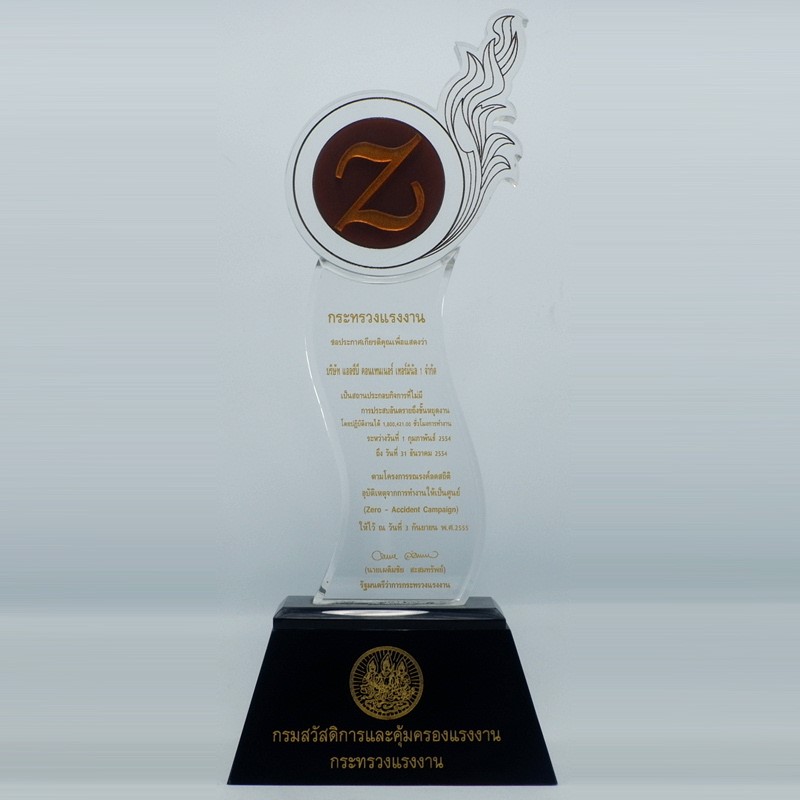 Z
กระทรวงแรงงาน
ขอประกาศเกียรติคุณเพื่อแสดงว่า
บริษัท แอลซีบี คอนเทนเนอร์ เทอร์มินัล 1 จำกัด
เป็นสถานประกอบกิจการที่ไม่มี
การประสบอันตรายถึงขั้นหยุดงาน
โดยปฏิบัติงานได้ 1,800,421.00 ชั่วโมงการทำงาน
ระหว่างวันที่ 1 กุมภาพันธ์ 2554
ถึง วันที่ 31 ธันวาคม 2554
ตามโครงการรณรงค์ลดสถิติ
อุบัติเหตุจากการทำงานให้เป็นศูนย์
(Zero - Accident Campaign)
ให้ไว้ ณ วันที่ 3 กันยายน พ.ศ.2555
(นายเผดิมชัย สะสมทรัพย์)
รัฐมนตรีว่าการกระทรวงแรงงาน
กรมสวัสดิการและคุ้มครองแรงงาน
กระทรวงแรงงาน